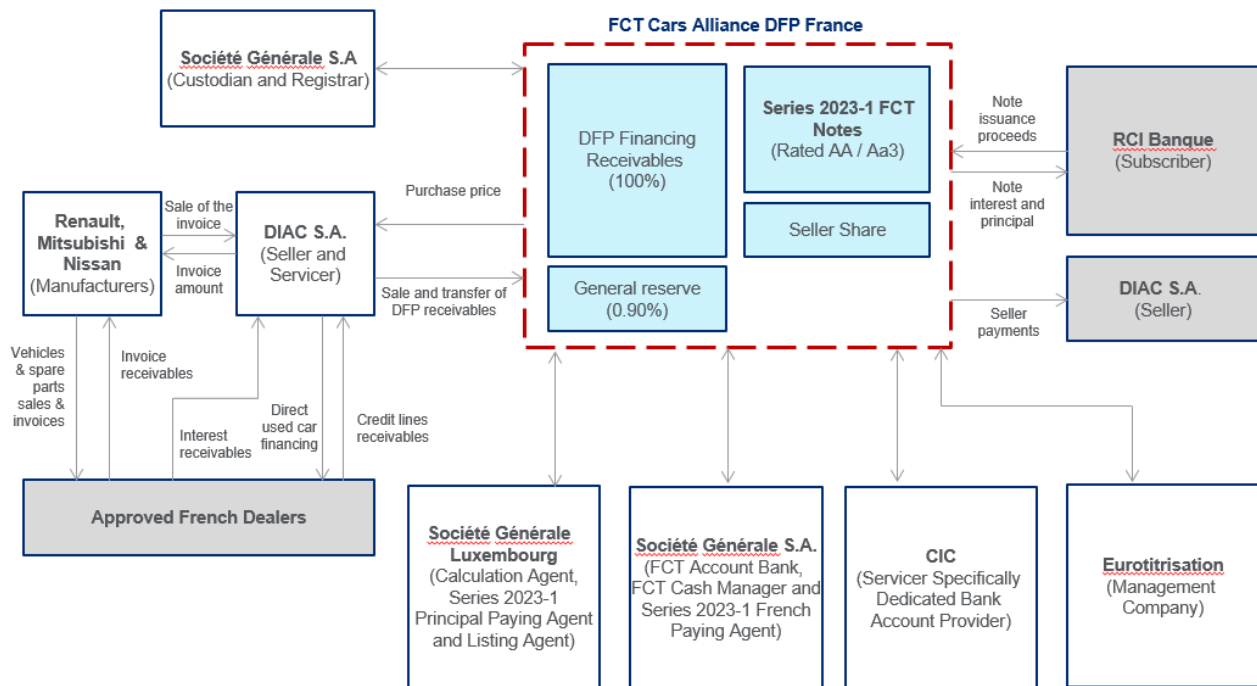 FCT Cars Alliance DFP France
Société Générale S.A
(Custodian and Registrar)
DFP Financing
Receivables
(100%)
Series 2023-1 FCT
Notes
(Rated AA / Aa3)
Seller Share
General reserve
(0.90%)
Note
issuance
proceeds
Note
interest and
principal
RCI Banque
(Subscriber)
Seller
payments
DIAC S.A.
(Seller)
Purchase price
Sale and transfer of
DFP receivables
Renault,
Mitsubishi &
Nissan
(Manufacturers)
Sale of the
invoice
Invoice
amount
DIAC S.A.
(Seller and
Servicer)
Vehicles
& spare
parts
sales &
invoices
Invoice
receivables
Interest
receivables
Direct
used car
financing
Credit lines
receivables
Approved French Dealers
Société Générale
Luxembourg
(Calculation Agent,
Series 2023-1
Principal Paying Agent
and Listing Agent)
Société Générale S.A.
(FCT Account Bank,
FCT Cash Manager and
Series 2023-1 French
Paying Agent)
CIC
(Servicer Specifically
Dedicated Bank
Account Provider)
Eurotitrisation
(Management
Company)